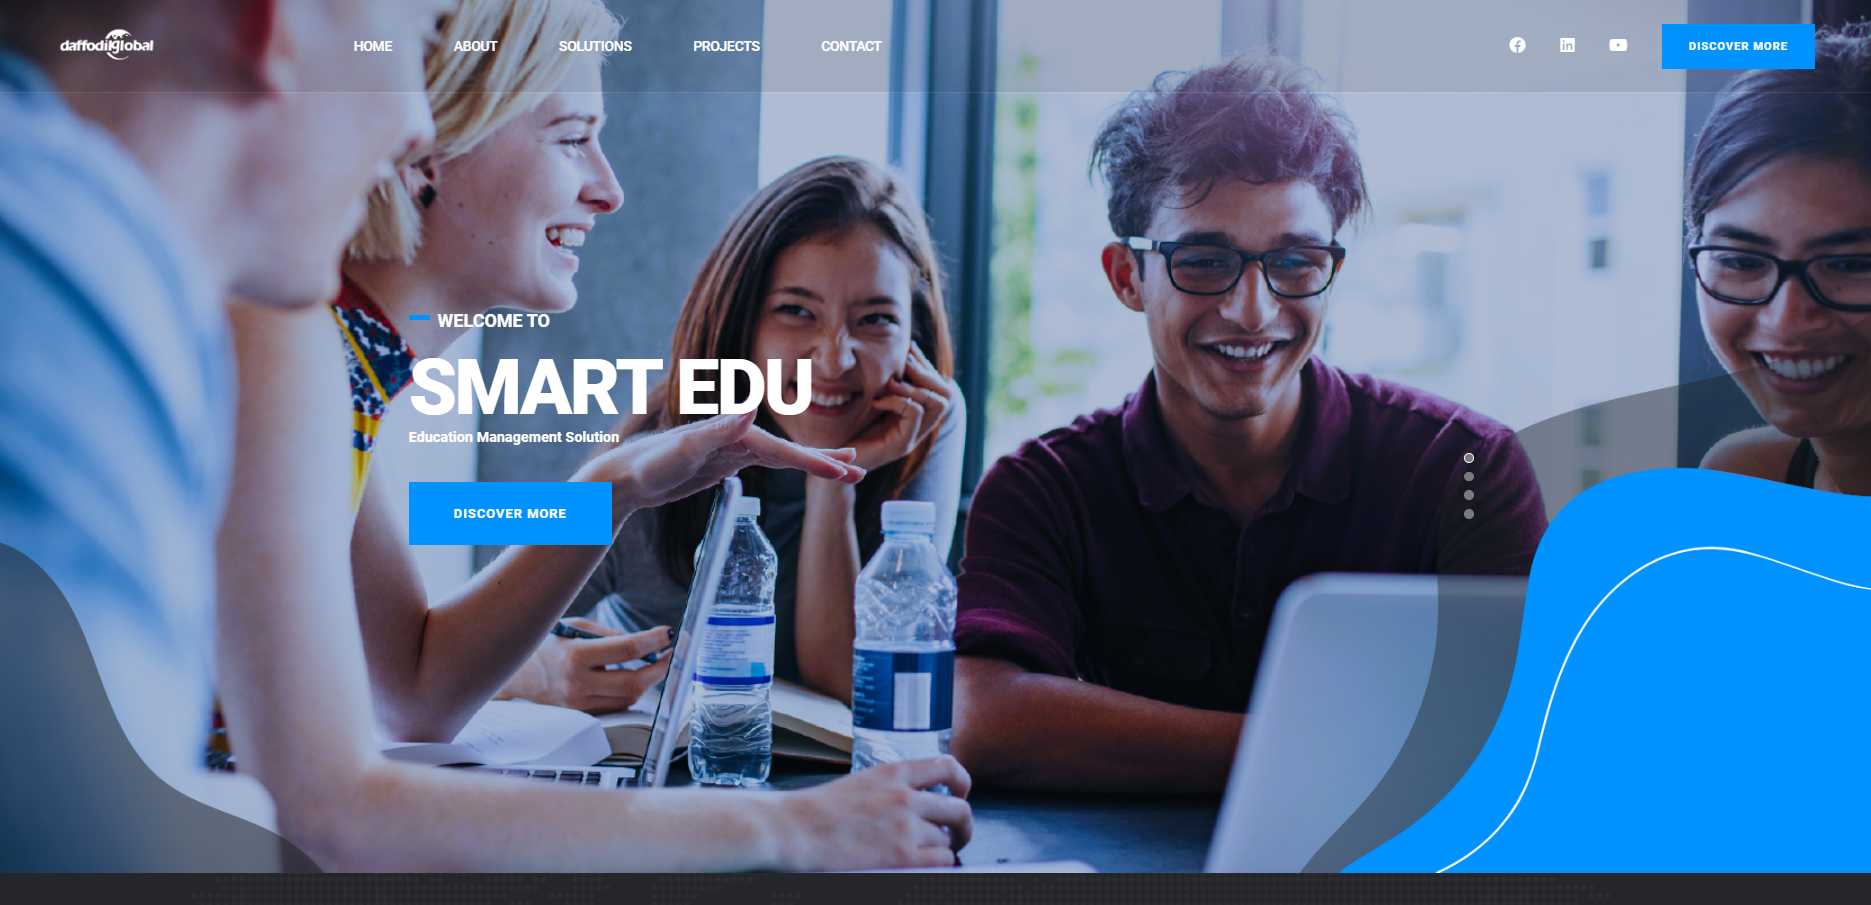 daffodilglobal
HOME
ABOUT
SOLUTIONS
PROJECTS
CONTACT
DISCOVER MORE
WELCOME TO
SMART EDU
Education Management Solution
DISCOVER MORE